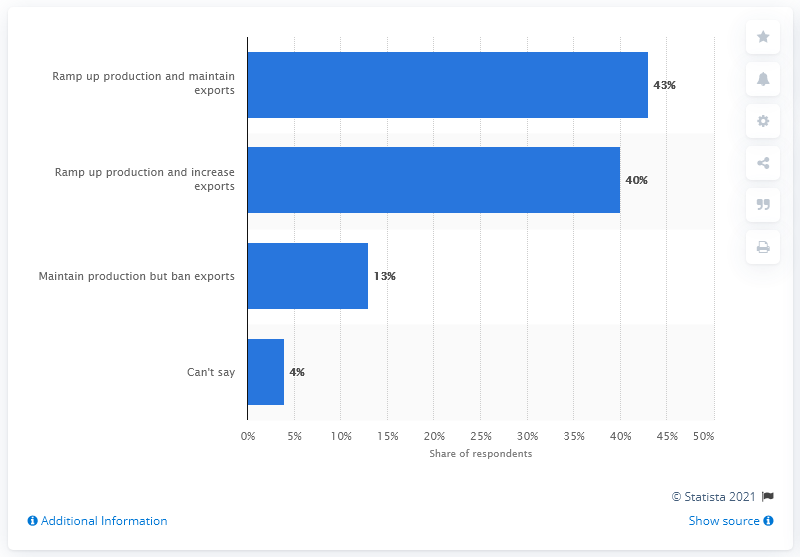 Ramp up production and maintain
exports
43%
Ramp up production and increase
exports
40%
Maintain production but ban exports
13%
Can't say
4%
0% 5% 10% 15% 20% 25% 30% 35% 40% 45% 50%
Share of respondents
© Statista 2021
Additional Information
Show source